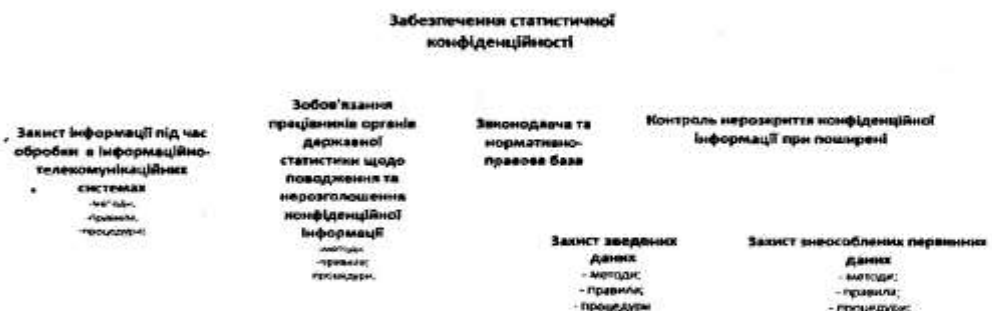 Забезпечення статистичної
конфіденційності
Захист інформації під час
обробки в інформаційно-
телекомунікаційних
системах
-методи,
-правила,
-процедури
Зобов'язання
працівників органів
державної
статистики щодо
поводження та
нерозголошення
конфіденційної
інформації
-методи
-правила;
процедури.
Законодавча та
нормативно-
правова база
Контроль нерозкриття конфіденційної
інформації при поширені
Захист зведених
даних
- методи;
- правила;
- процедури
Захист знеособлених первинних
даних
- методи;
- правила;
- процедури;